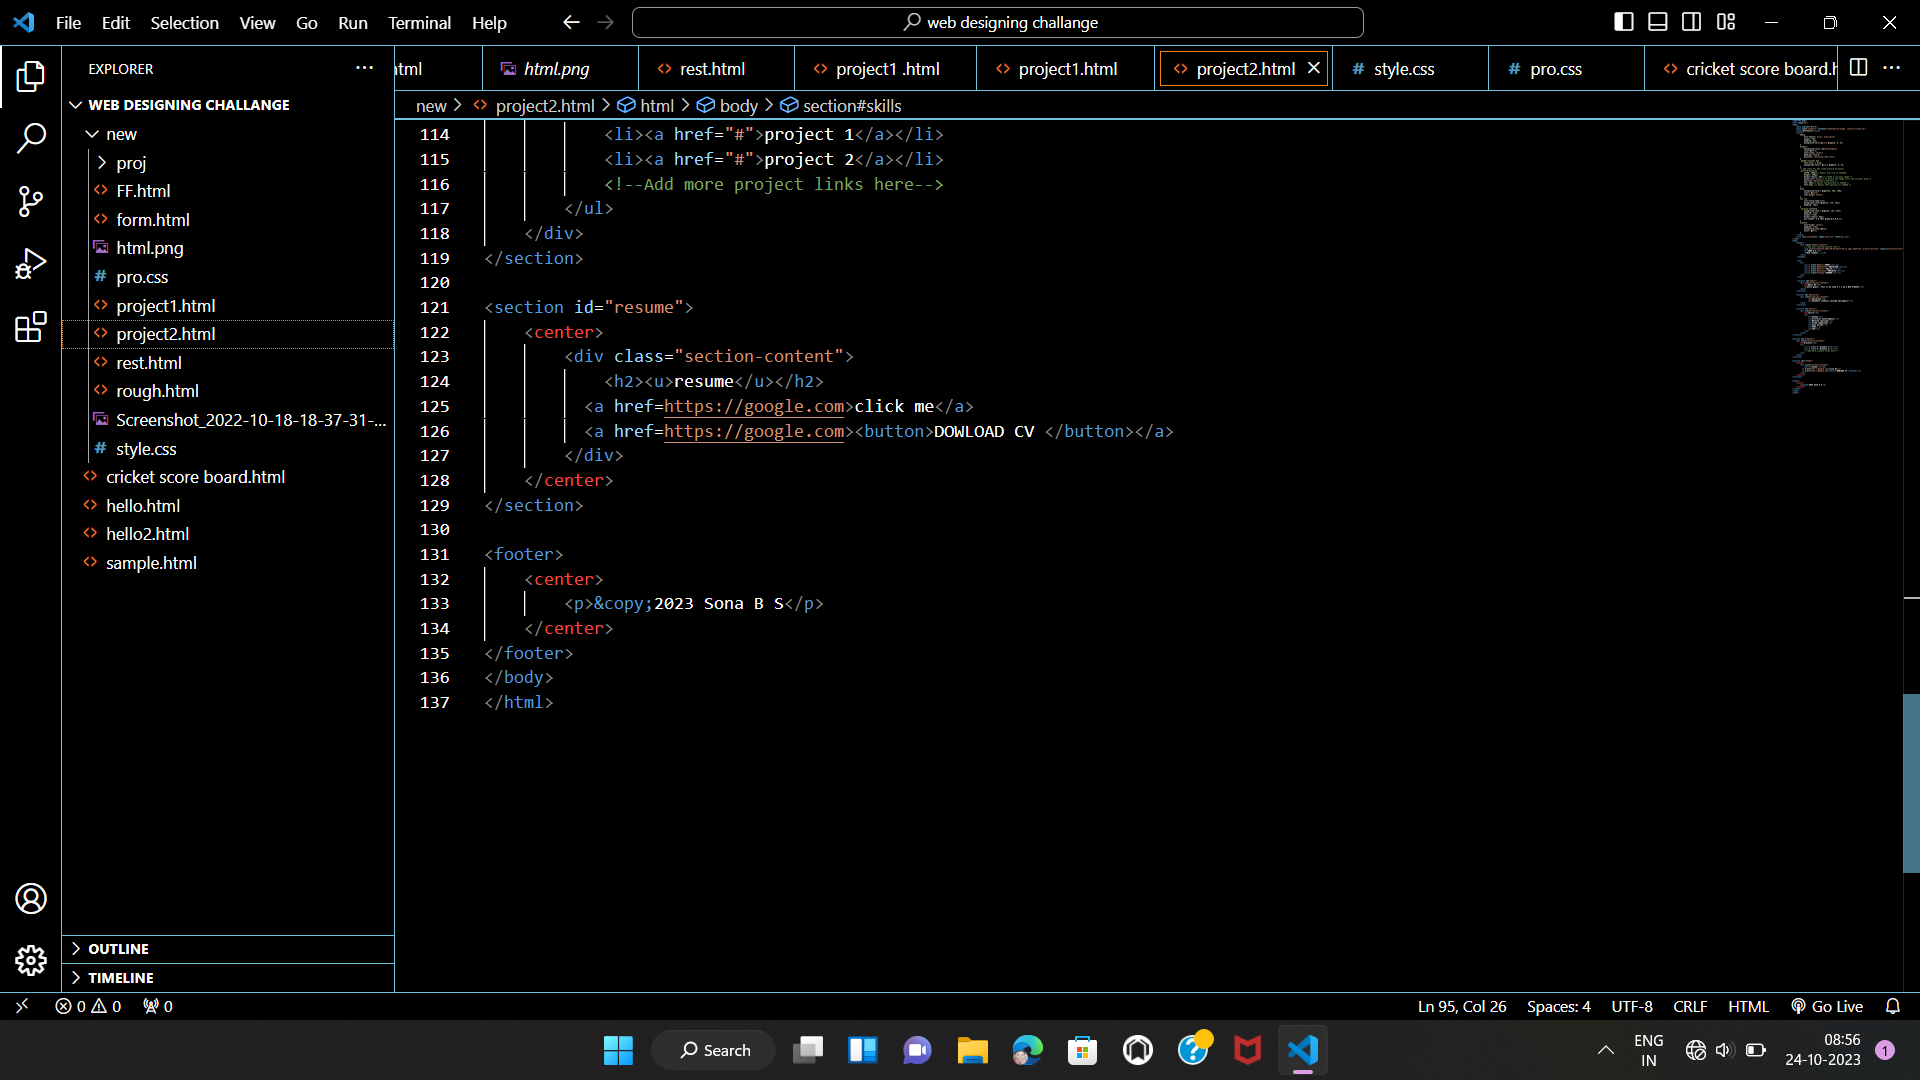 File Edit Selection View Go Run Terminal Help
web designing challange
EXPLORER
WEB DESIGNING CHALLANGE
new
proj
FF.html
form.html
html.png
pro.css
project1.html
project2.html
rest.html
rough.html
Screenshot_2022-10-18-18-37-31-...
style.css
cricket score board.html
hello.html
hello2.html
sample.html
OUTLINE
TIMELINE
html html.png rest.html project1 .html project1.html project2.html style.css pro.css cricket score board.h
new > project2.html > html > body > section#skills
114 <li><a href="#">project 1</a></li>
115 <li><a href="#">project 2</a></li>
116 <!--Add more project links here-->
117 </ul>
118 </div>
119 </section>
120
121 <section id="resume">
122 <center>
123 <div class="section-content">
124 <h2><u>resume</u></h2>
125 <a href=https://google.com>click me</a>
126 <a href=https://google.com><button>DOWLOAD CV </button></a>
127 </div>
128 </center>
129 </section>
130
131 <footer>
132 <center>
133 <p>&copy;2023 Sona B S</p>
134 </center>
135 </footer>
136 </body>
137 </html>
0 0 0
Ln 95, Col 26 Spaces: 4 UTF-8 CRLF HTML Go Live
Search
ENG
IN
08:56
24-10-2023
1